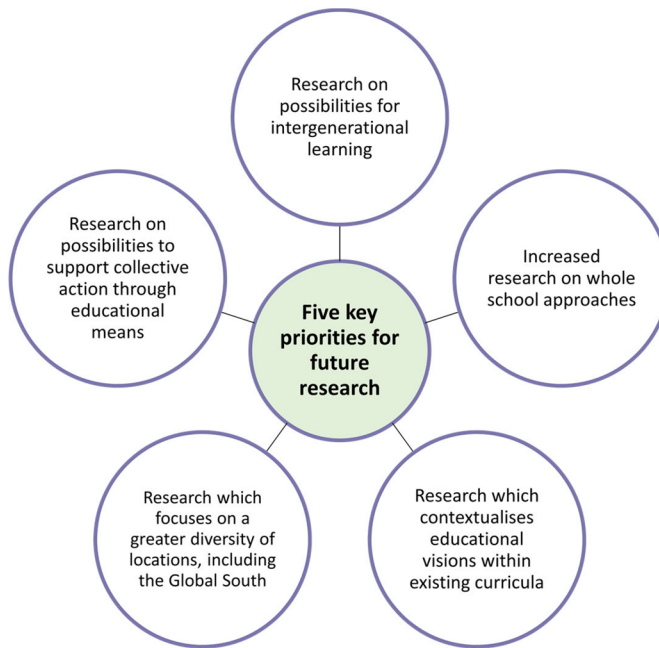 Research on
possibilities for
intergenerational
learning
Research on
possibilities to
support collective
action through
educational
means
Increased
research on whole
school approaches
Five key
priorities for
future
research
Research which
focuses on a
greater diversity of
locations, including
the Global South
Research which
contextualises
educational
visions within
existing curricula